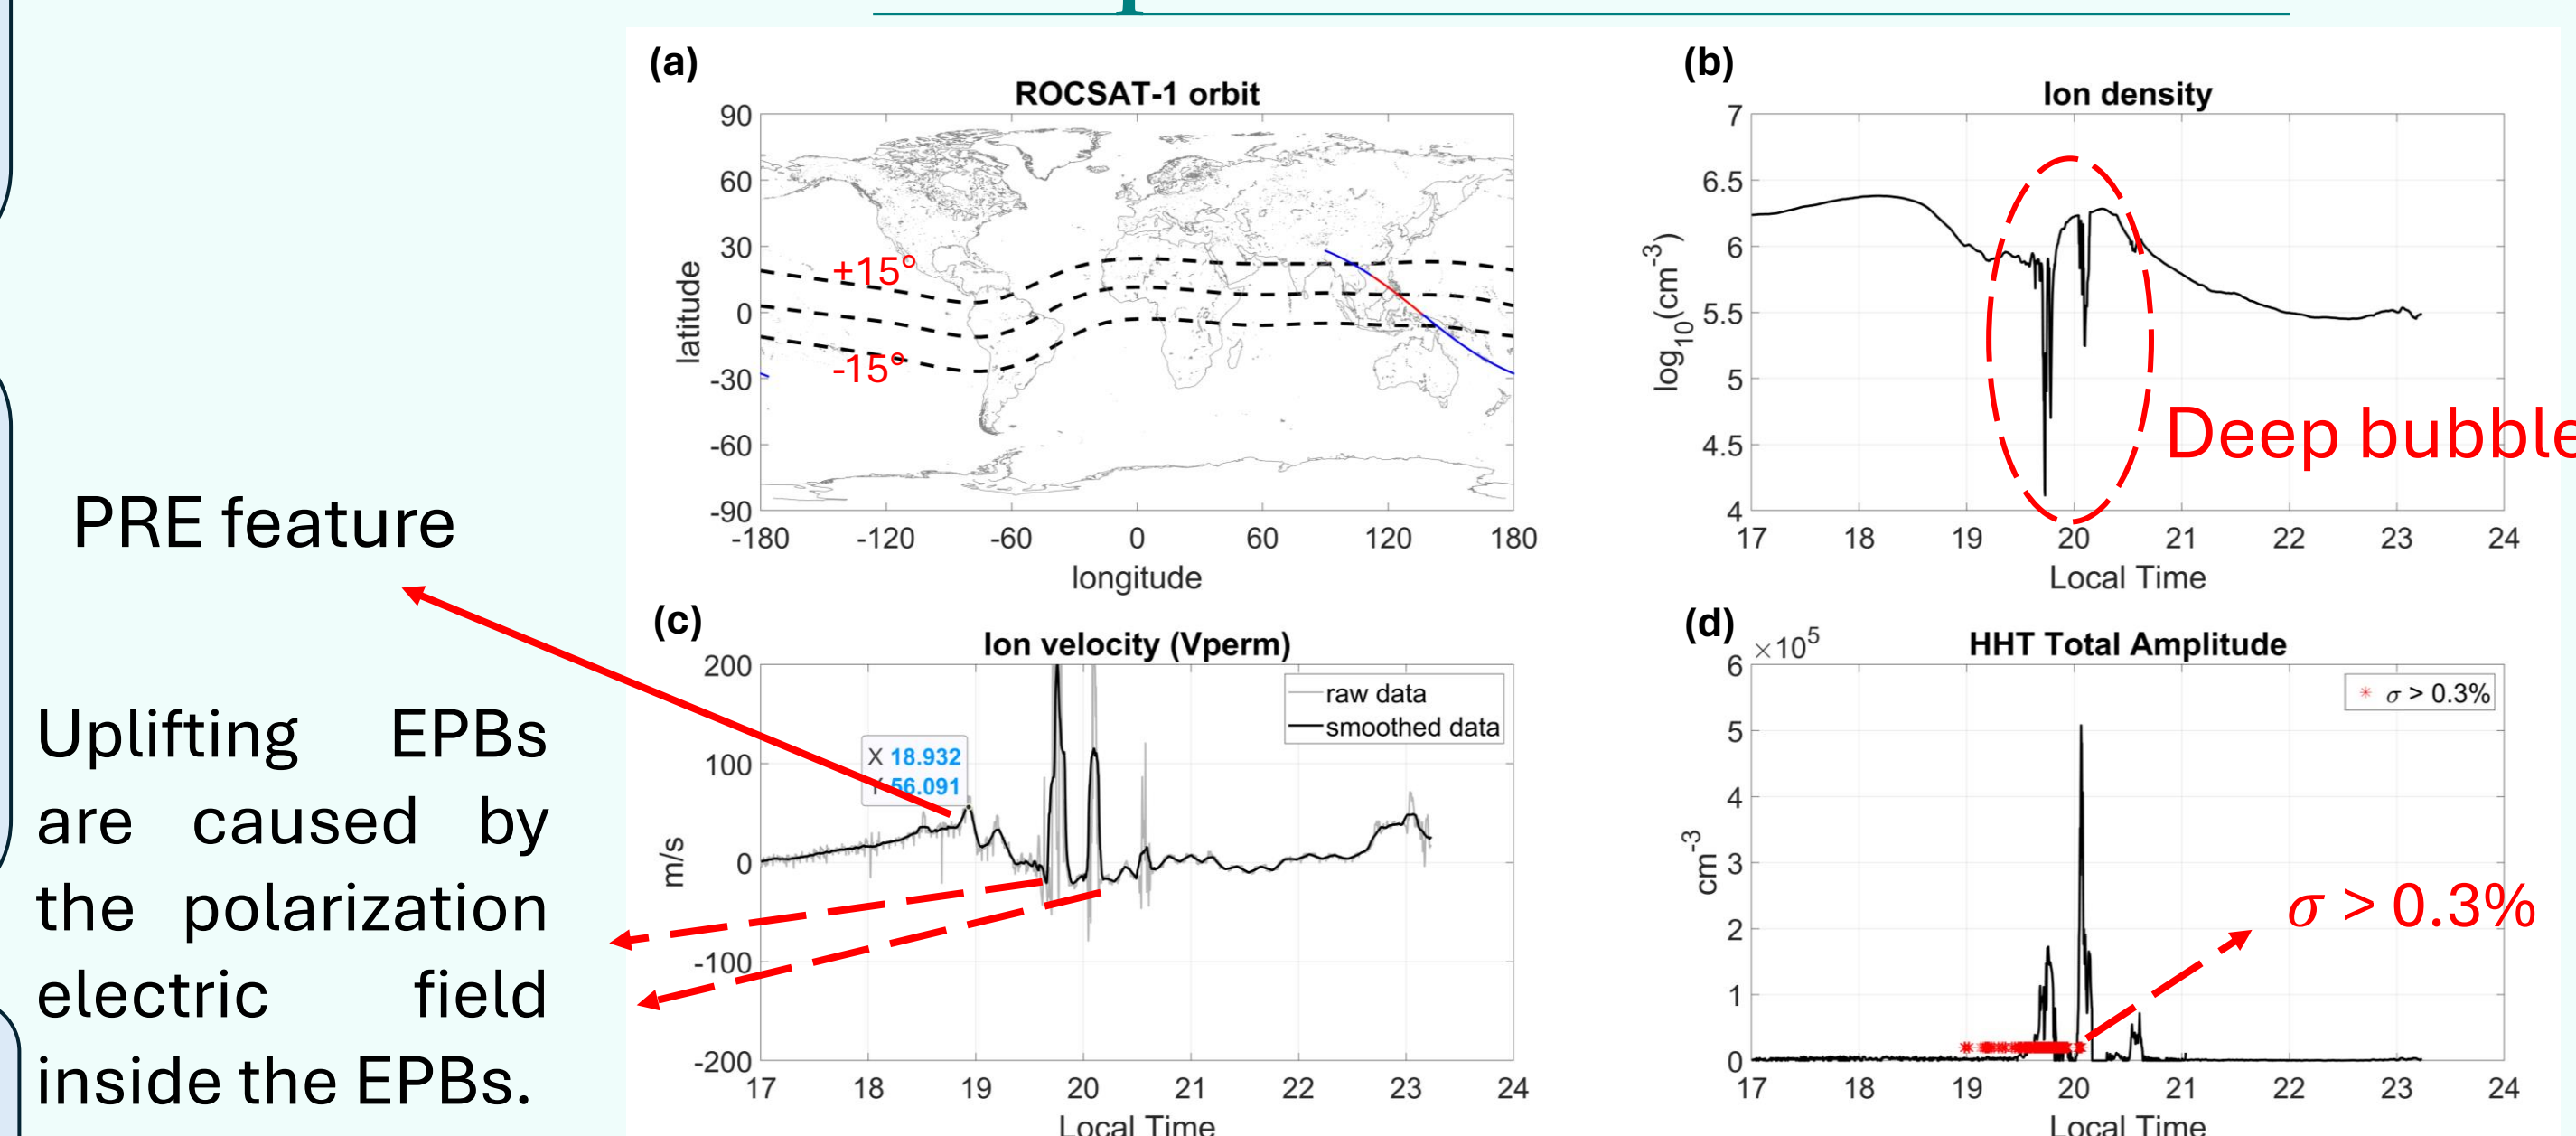 (a)
ROCSAT-1 orbit
90
60
30
0
-30
-60
-90
latitude
+15°
-15°
-180 -120 -60 0 60 120 180
longitude
(b)
Ion density
7
6.5
6
5.5
5
4.5
4
log10(cm-3)
Deep bubble
17 18 19 20 21 22 23 24
Local Time
PRE feature
Uplifting EPBs
are caused by
the polarization
electric field
inside the EPBs.
(c)
Ion velocity (Vperm)
200
100
0
-100
-200
m/s
raw data
smoothed data
X 18.932
56.091
17 18 19 20 21 22 23 24
Local Time
(d)
×10^5
HHT Total Amplitude
6
5
4
3
2
1
0
cm-3
σ > 0.3%
σ > 0.3%
17 18 19 20 21 22 23 24
Local Time